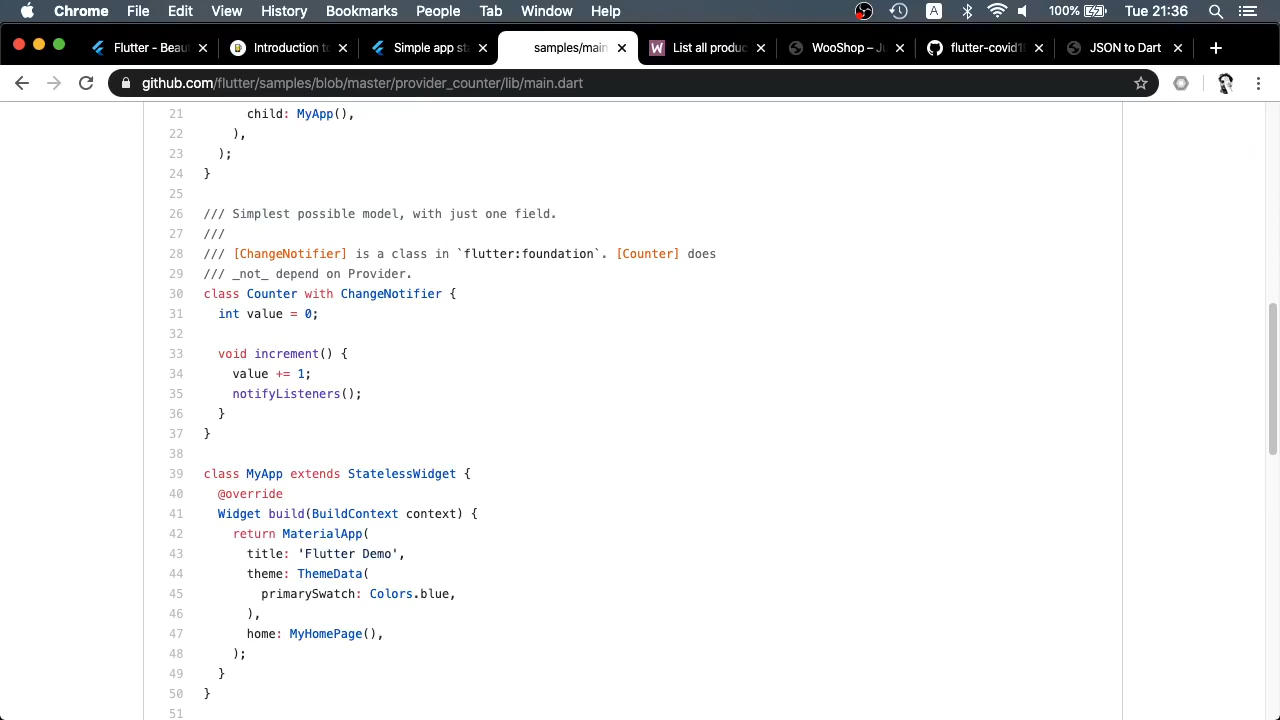 Chrome File Edit View History Bookmarks People Tab Window Help A 100% Tue 21:36
Flutter - Beau Introduction to Simple app sta samples/main List all produc WooShop – Ju flutter-covid19 JSON to Dart
github.com/flutter/samples/blob/master/provider_counter/lib/main.dart
21 child: MyApp(),
22 ),
23 );
24 }
25
26 /// Simplest possible model, with just one field.
27 ///
28 /// [ChangeNotifier] is a class in `flutter:foundation`. [Counter] does
29 /// _not_ depend on Provider.
30 class Counter with ChangeNotifier {
31 int value = 0;
32
33 void increment() {
34 value += 1;
35 notifyListeners();
36 }
37 }
38
39 class MyApp extends StatelessWidget {
40 @override
41 Widget build(BuildContext context) {
42 return MaterialApp(
43 title: 'Flutter Demo',
44 theme: ThemeData(
45 primarySwatch: Colors.blue,
46 ),
47 home: MyHomePage(),
48 );
49 }
50 }
51